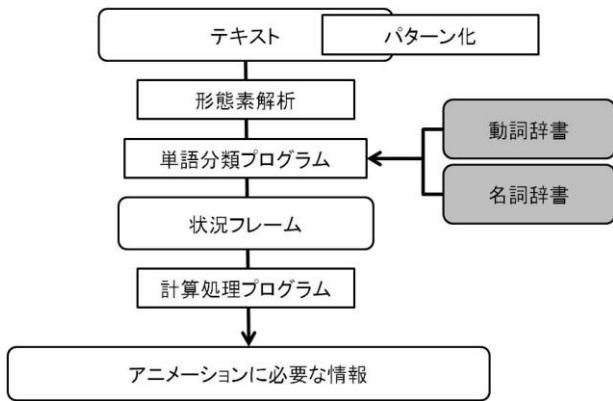 テキスト
パターン化
形態素解析
動詞辞書
単語分類プログラム
名詞辞書
状況フレーム
計算処理プログラム
アニメーションに必要な情報